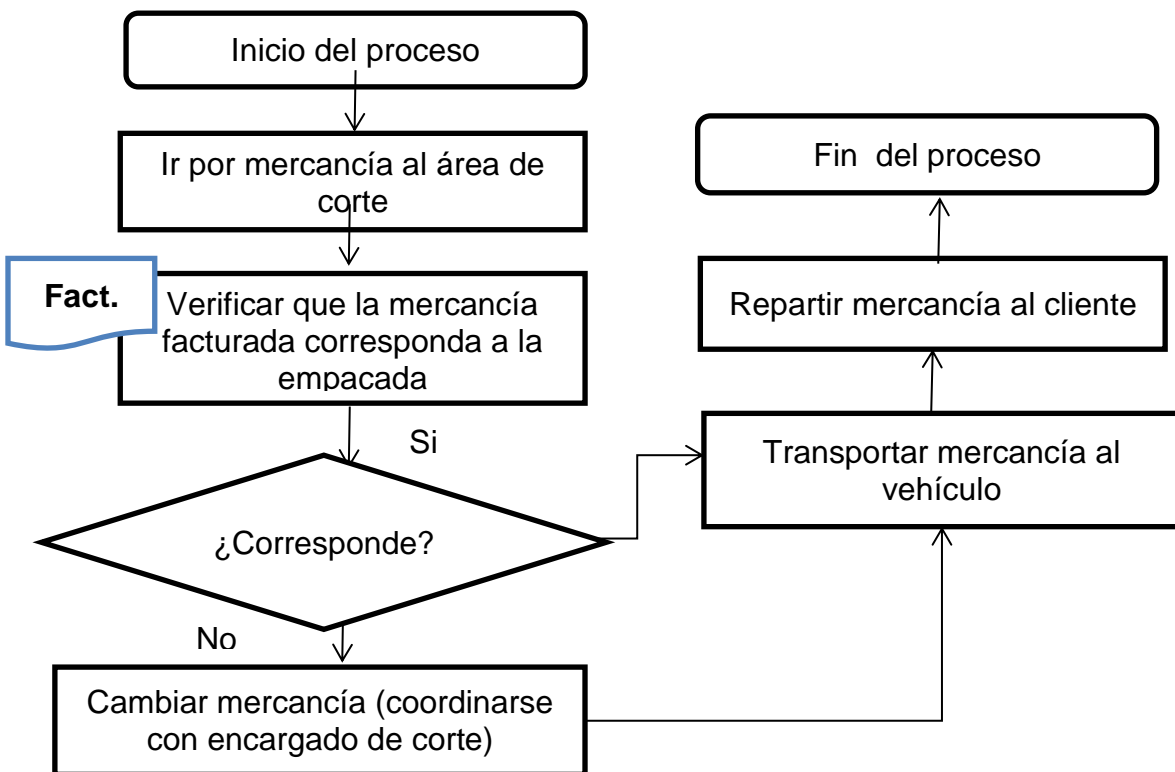 Inicio del proceso
Ir por mercancía al área de
corte
Fact.
Verificar que la mercancía
facturada corresponda a la
empacada
Si
¿Corresponde?
No
Cambiar mercancía (coordinarse
con encargado de corte)
Transportar mercancía al
vehículo
Repartir mercancía al cliente
Fin del proceso